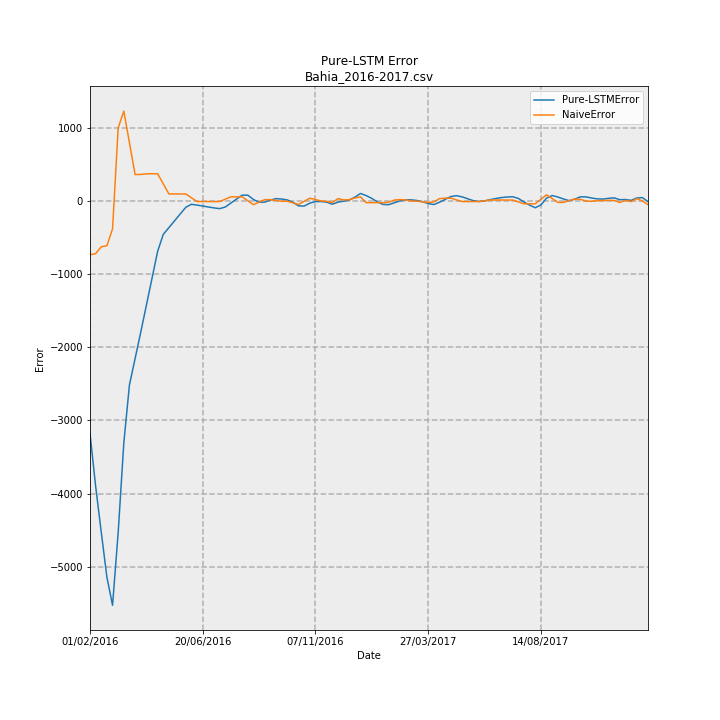 Pure-LSTM Error
Bahia_2016-2017.csv
Pure-LSTMError
NaiveError
1000
0
−1000
−2000
−3000
−4000
−5000
Error
01/02/2016 20/06/2016 07/11/2016 27/03/2017 14/08/2017
Date